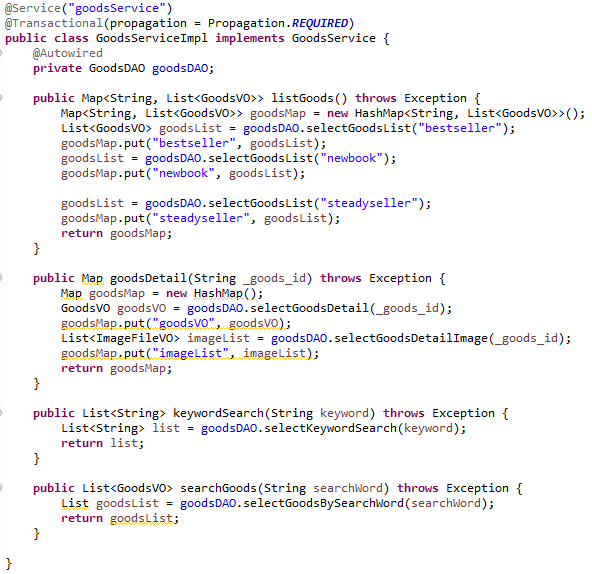 @Service("goodsService")
@Transactional(propagation = Propagation.REQUIRED)
public class GoodsServiceImpl implements GoodsService {
    @Autowired
    private GoodsDAO goodsDAO;

    public Map<String, List<GoodsVO>> listGoods() throws Exception {
        Map<String, List<GoodsVO>> goodsMap = new HashMap<String, List<GoodsVO>>();
        List<GoodsVO> goodsList = goodsDAO.selectGoodsList("bestseller");
        goodsMap.put("bestseller", goodsList);
        goodsList = goodsDAO.selectGoodsList("newbook");
        goodsMap.put("newbook", goodsList);

        goodsList = goodsDAO.selectGoodsList("steadyseller");
        goodsMap.put("steadyseller", goodsList);
        return goodsMap;
    }

    public Map goodsDetail(String _goods_id) throws Exception {
        Map goodsMap = new HashMap();
        GoodsVO goodsVO = goodsDAO.selectGoodsDetail(_goods_id);
        goodsMap.put("goodsVO", goodsVO);
        List<ImageFileVO> imageList = goodsDAO.selectGoodsDetailImage(_goods_id);
        goodsMap.put("imageList", imageList);
        return goodsMap;
    }

    public List<String> keywordSearch(String keyword) throws Exception {
        List<String> list = goodsDAO.selectKeywordSearch(keyword);
        return list;
    }

    public List<GoodsVO> searchGoods(String searchWord) throws Exception {
        List goodsList = goodsDAO.selectGoodsBySearchWord(searchWord);
        return goodsList;
    }

}